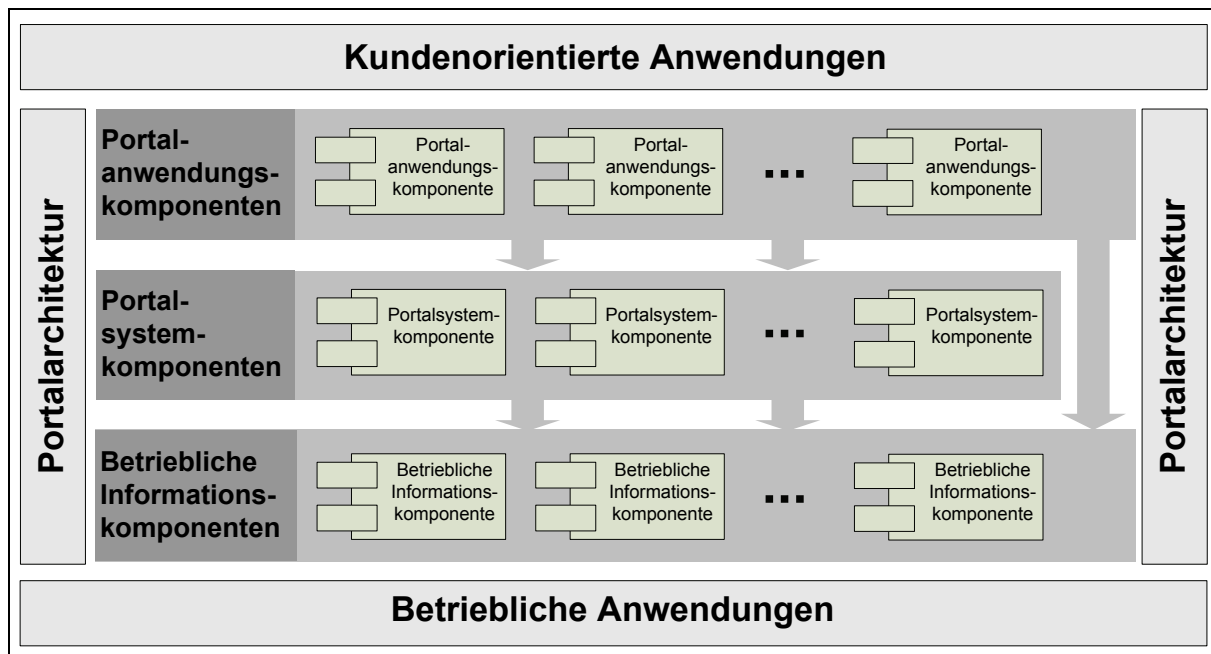 Kundenorientierte Anwendungen
Portalarchitektur
Portal-
anwendungs-
komponenten
Portal-
anwendungs-
komponente
Portal-
anwendungs-
komponente
...
Portal-
anwendungs-
komponente
Portal-
system-
komponenten
Portalsystem-
komponente
Portalsystem-
komponente
...
Portalsystem-
komponente
Betriebliche
Informations-
komponenten
Betriebliche
Informations-
komponente
Betriebliche
Informations-
komponente
...
Betriebliche
Informations-
komponente
Portalarchitektur
Betriebliche Anwendungen